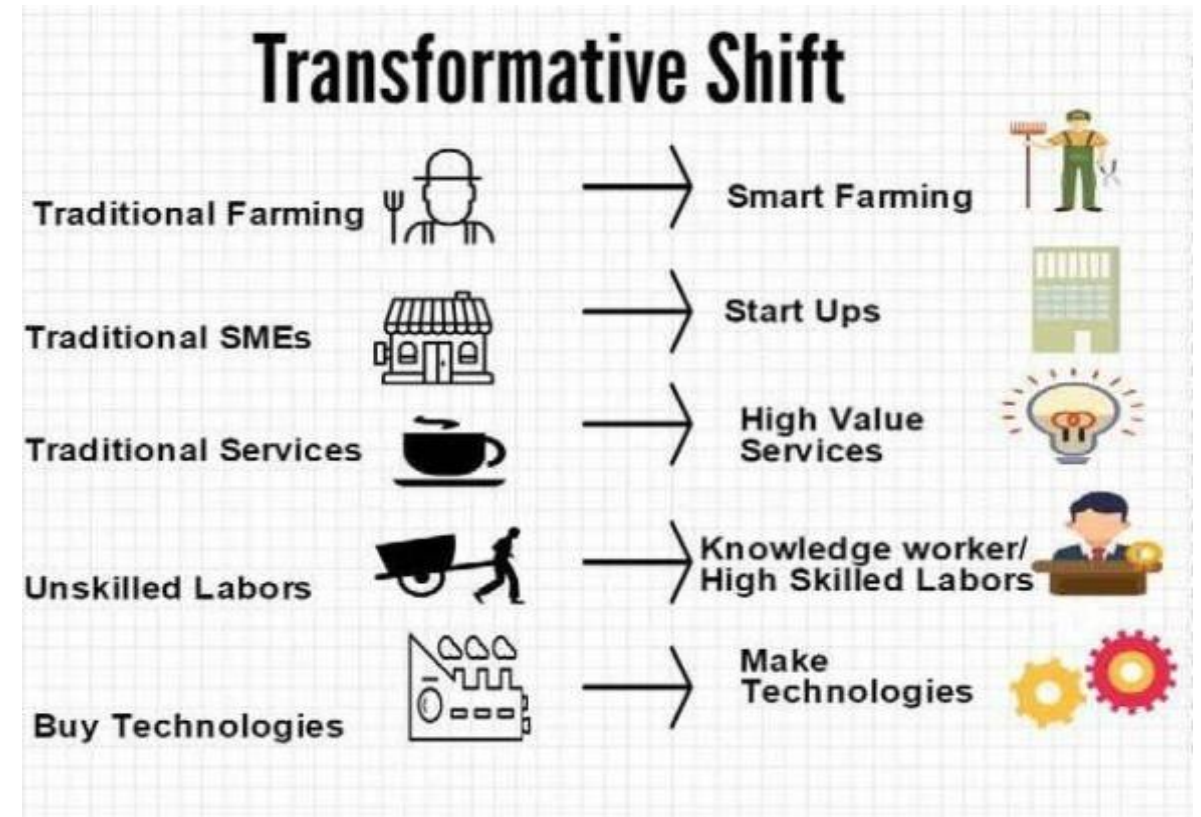 Transformative Shift
Traditional Farming
Smart Farming
Traditional SMEs
Start Ups
Traditional Services
High Value
Services
Unskilled Labors
Knowledge worker/
High Skilled Labors
Buy Technologies
Make
Technologies